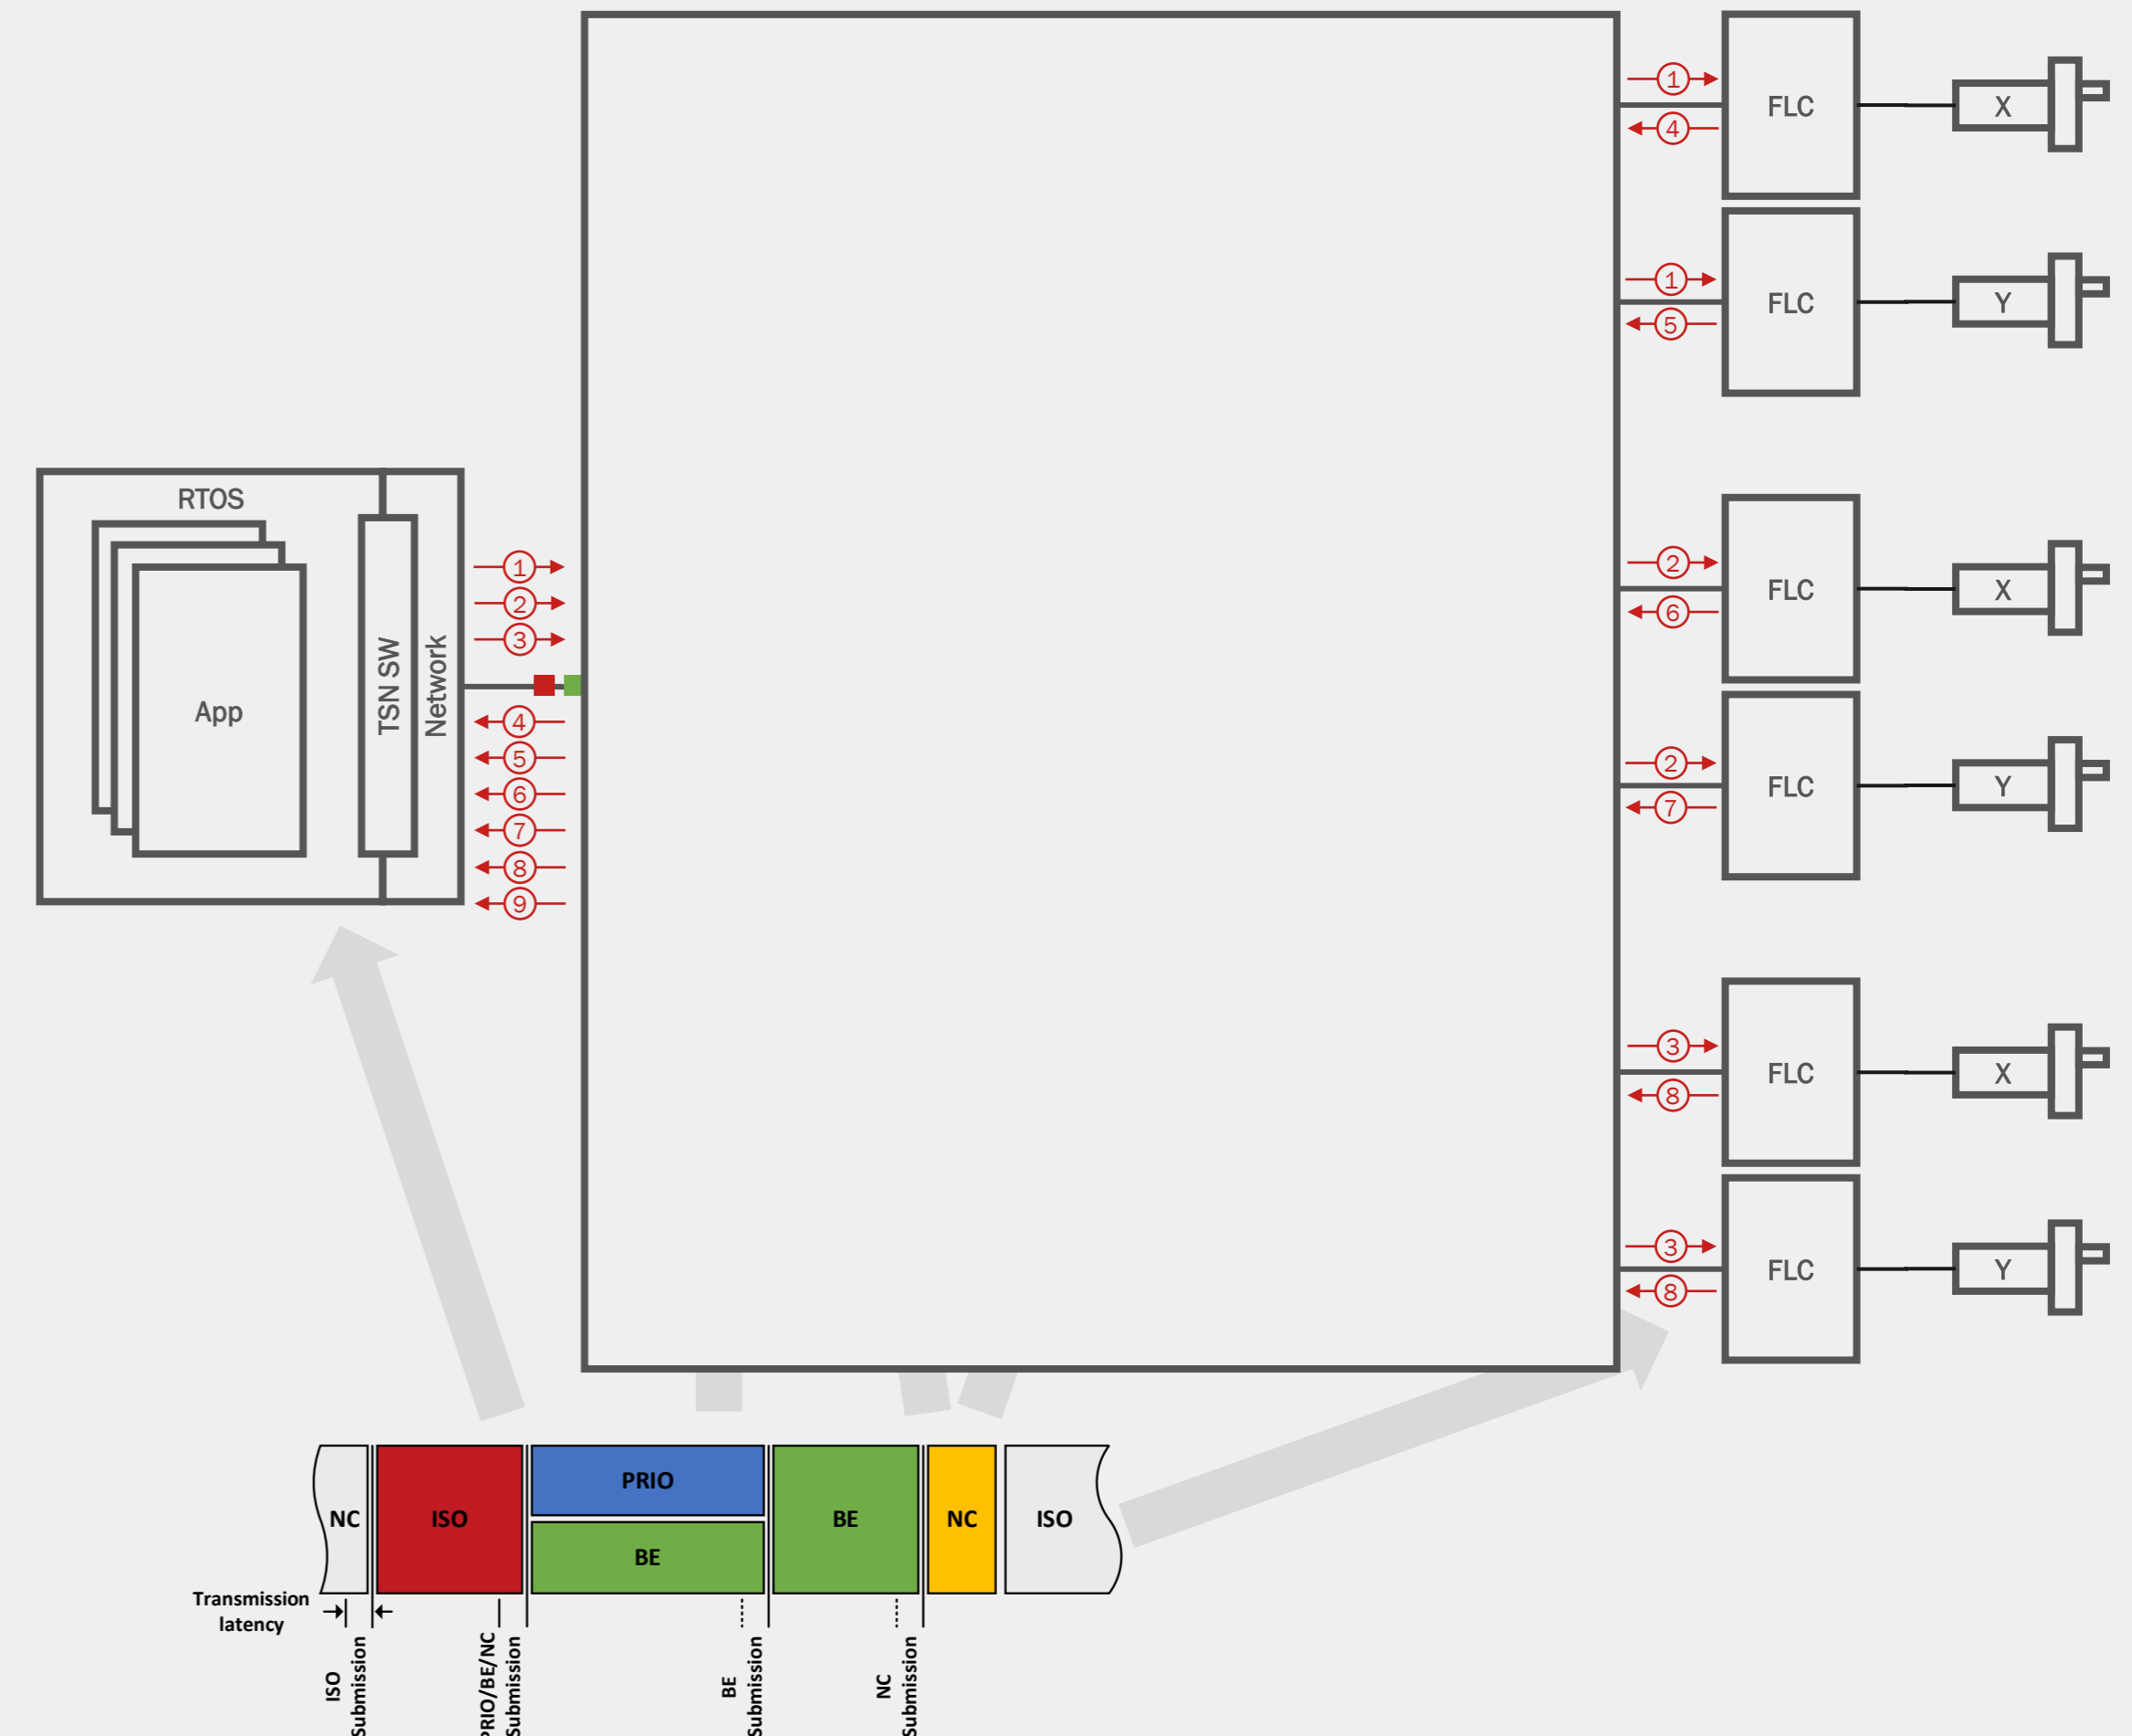 RTOS
App
TSN SW
Network
1
2
3
4
5
6
7
8
9
1
4
FLC
X
1
5
FLC
Y
2
6
FLC
X
2
7
FLC
Y
3
8
FLC
X
3
8
FLC
Y
NC
ISO
PRIO
BE
BE
NC
ISO
Transmission
latency
ISO
Submission
PRIO/BE/NC
Submission
BE
Submission
NC
Submission